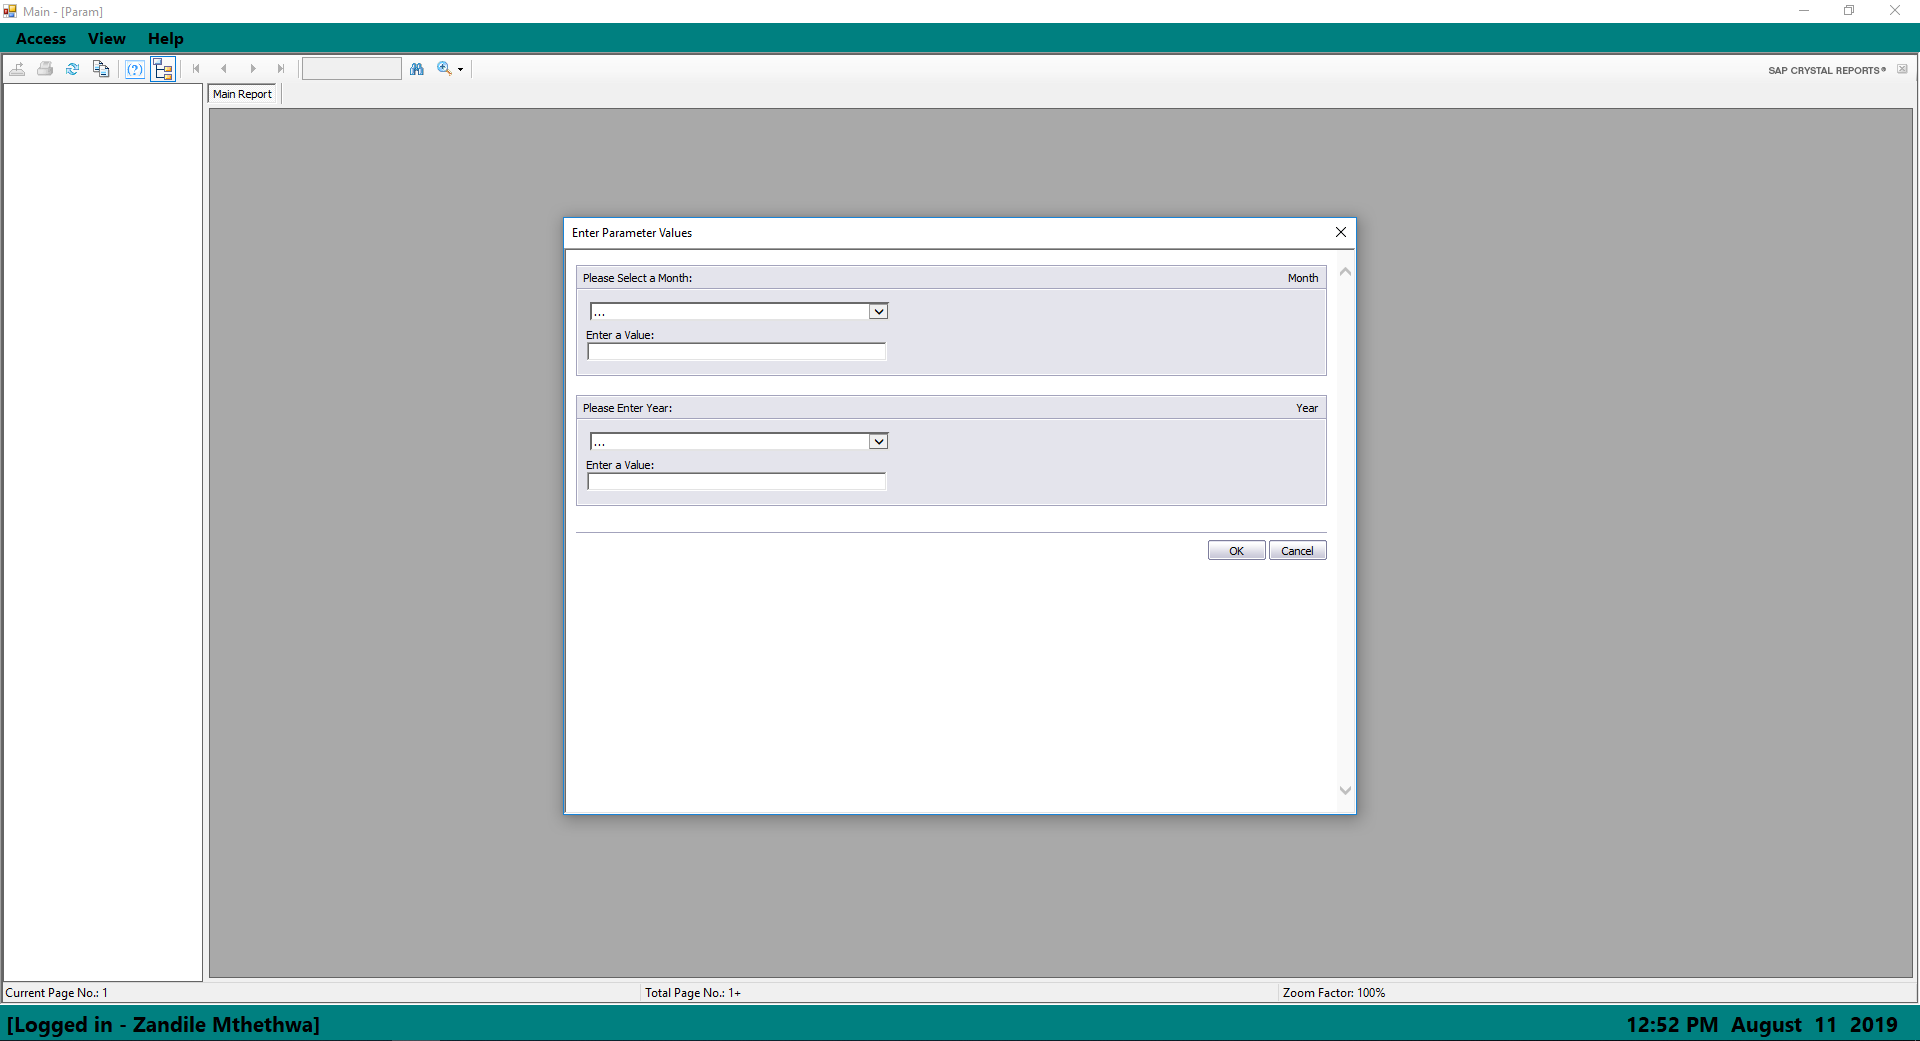 Main - [Param]
Access View Help
SAP CRYSTAL REPORTS®
Main Report
Enter Parameter Values
Please Select a Month: Month
...
Enter a Value:
Please Enter Year: Year
...
Enter a Value:
OK Cancel
Current Page No.: 1 Total Page No.: 1+ Zoom Factor: 100%
[Logged in - Zandile Mthethwa] 12:52 PM August 11 2019